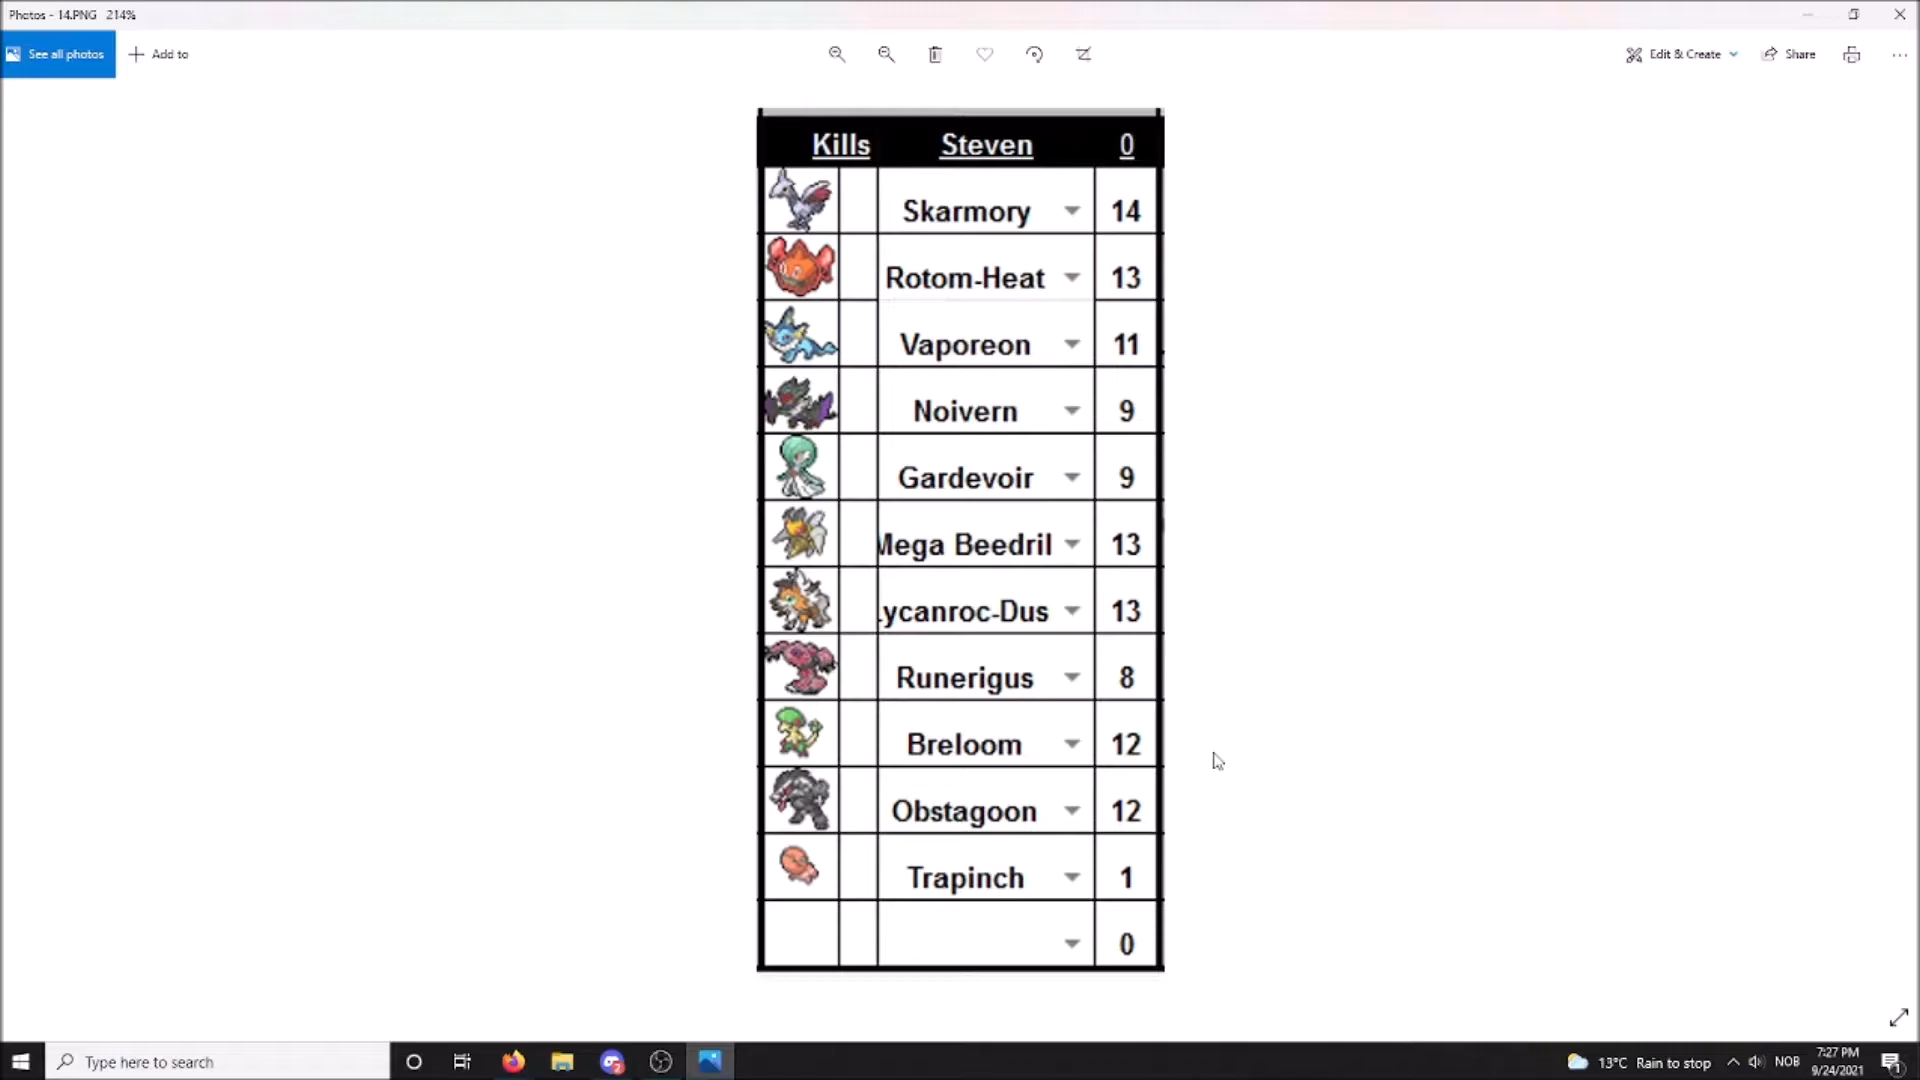 Photos - 14.PNG 214%
See all photos
Add to
Edit & Create
Share
Kills Steven 0
Skarmory 14
Rotom-Heat 13
Vaporeon 11
Noivern 9
Gardevoir 9
Mega Beedril 13
Lycanroc-Dus 13
Runerigus 8
Breloom 12
Obstagoon 12
Trapinch 1
0
Type here to search
13°C Rain to stop
NOB
7:27 PM
9/24/2021
1